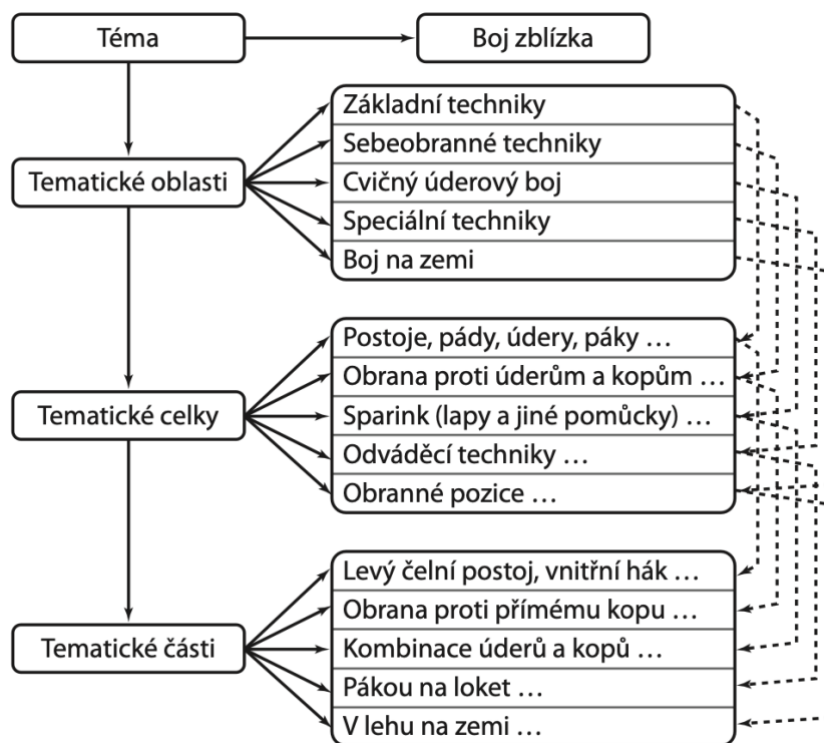 Téma
Boj zblízka
Tematické oblasti
Základní techniky
Sebeobranné techniky
Cvičný úderový boj
Speciální techniky
Boj na zemi
Tematické celky
Postoje, pády, údery, páky …
Obrana proti úderům a kopům …
Sparink (lapy a jiné pomůcky) …
Odváděcí techniky …
Obranné pozice …
Tematické části
Levý čelní postoj, vnitřní hák …
Obrana proti přímému kopu …
Kombinace úderů a kopů …
Pákou na loket …
V lehu na zemi …